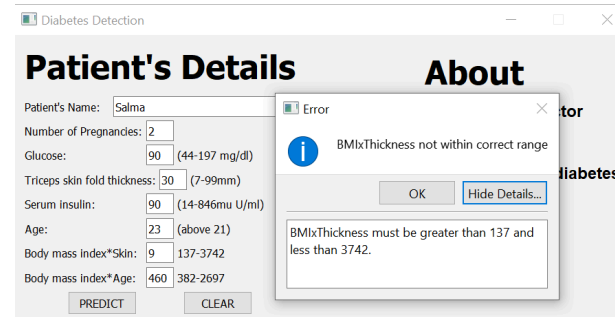 Diabetes Detection
Patient's Details
About
Patient's Name: Salma
Number of Pregnancies: 2
Glucose: 90 (44-197 mg/dl)
Triceps skin fold thickness: 30 (7-99mm)
Serum insulin: 90 (14-846mu U/ml)
Age: 23 (above 21)
Body mass index*Skin: 9 137-3742
Body mass index*Age: 460 382-2697
PREDICT CLEAR
Error
BMIxThickness not within correct range
OK Hide Details...
BMIxThickness must be greater than 137 and
less than 3742.
ctor
diabetes